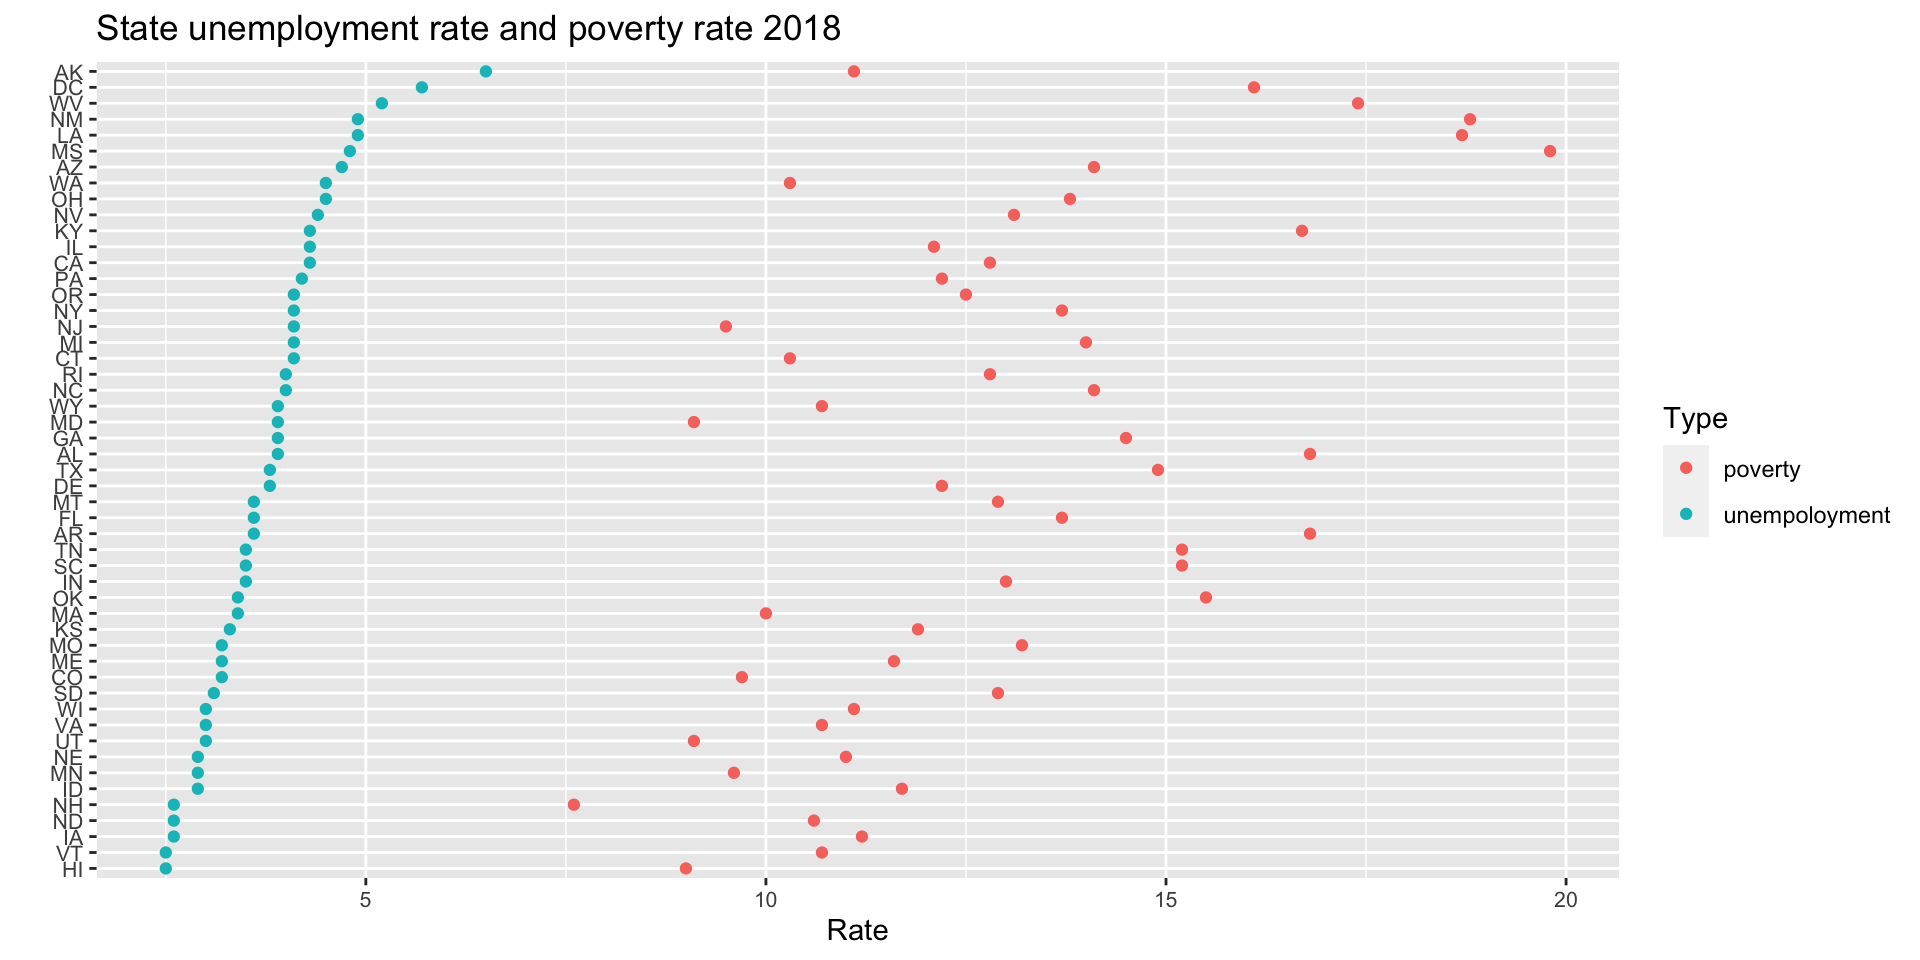 State unemployment rate and poverty rate 2018
AK
DC
WV
NM
LA
MS
AZ
WA
OH
NV
KY
IL
CA
PA
OR
NY
NJ
MI
CT
RI
NC
WY
MD
GA
AL
TX
DE
MT
FL
AR
TN
SC
IN
OK
MA
KS
MO
ME
CO
SD
WI
VA
UT
NE
MN
ID
NH
ND
IA
VT
HI
5 10 15 20
Rate
Type
poverty
unempoloyment